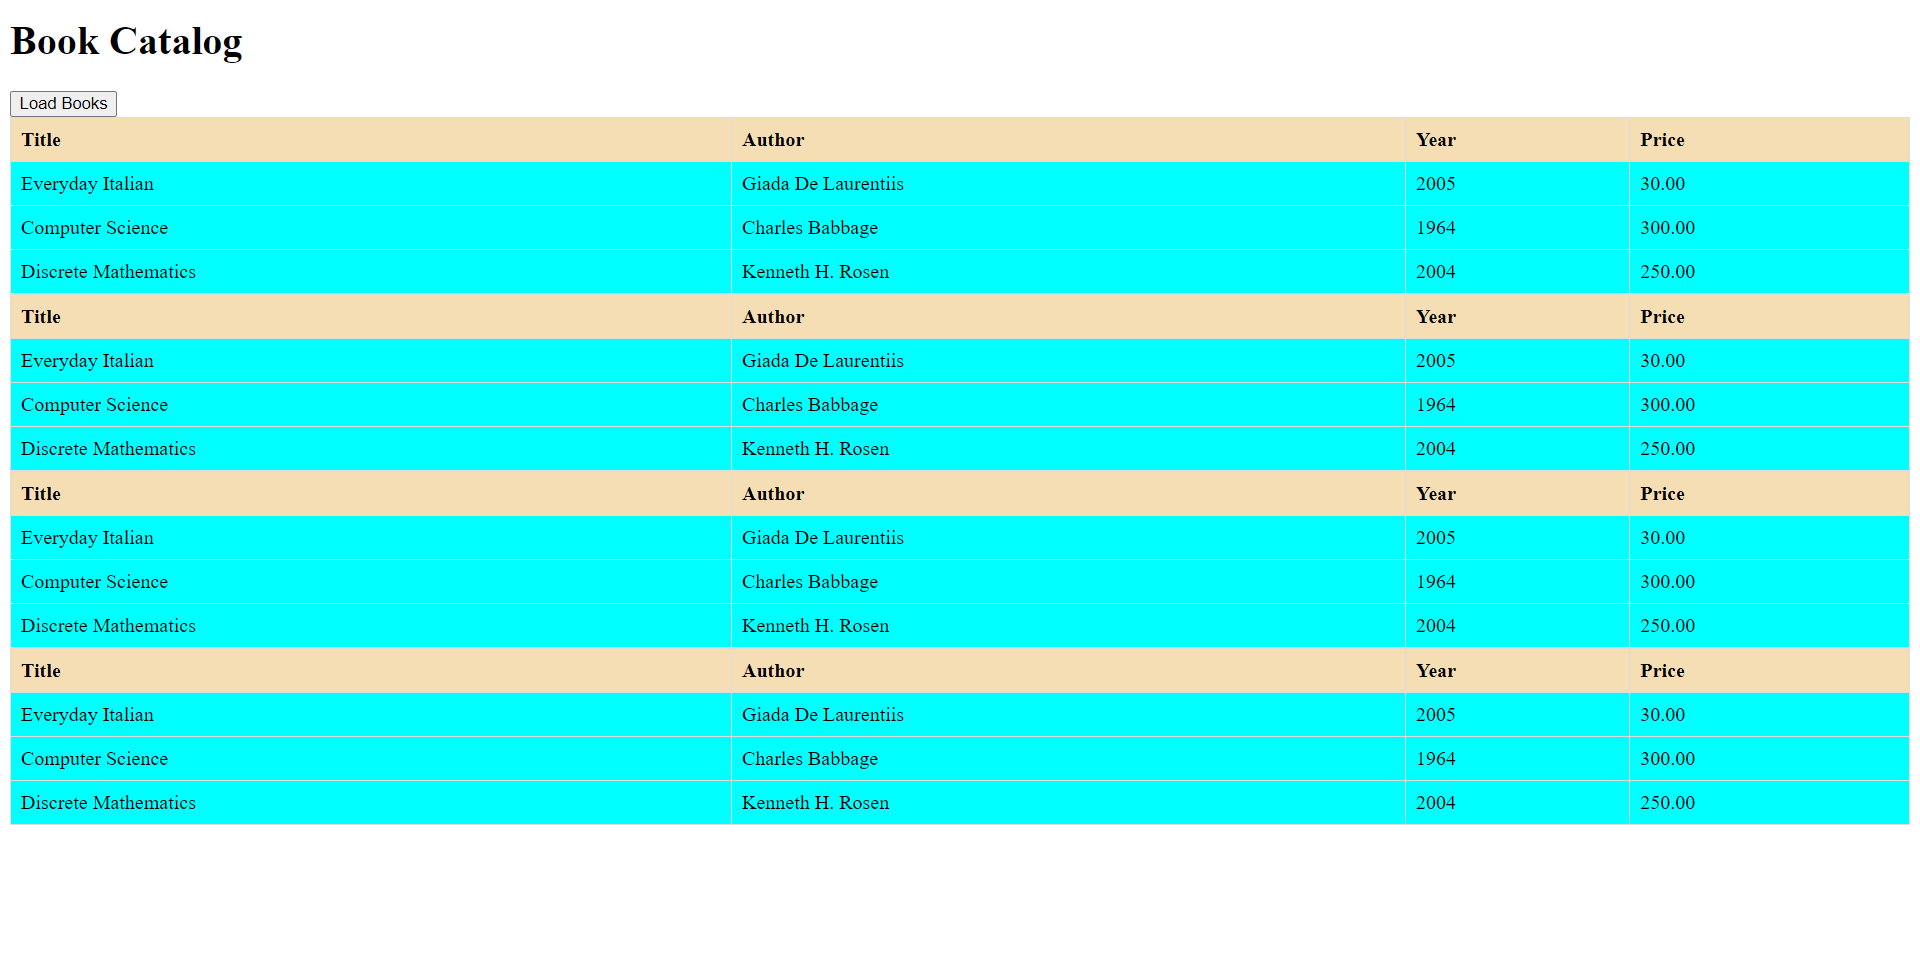 Book Catalog
Load Books
Title Author Year Price
Everyday Italian Giada De Laurentiis 2005 30.00
Computer Science Charles Babbage 1964 300.00
Discrete Mathematics Kenneth H. Rosen 2004 250.00
Title Author Year Price
Everyday Italian Giada De Laurentiis 2005 30.00
Computer Science Charles Babbage 1964 300.00
Discrete Mathematics Kenneth H. Rosen 2004 250.00
Title Author Year Price
Everyday Italian Giada De Laurentiis 2005 30.00
Computer Science Charles Babbage 1964 300.00
Discrete Mathematics Kenneth H. Rosen 2004 250.00
Title Author Year Price
Everyday Italian Giada De Laurentiis 2005 30.00
Computer Science Charles Babbage 1964 300.00
Discrete Mathematics Kenneth H. Rosen 2004 250.00